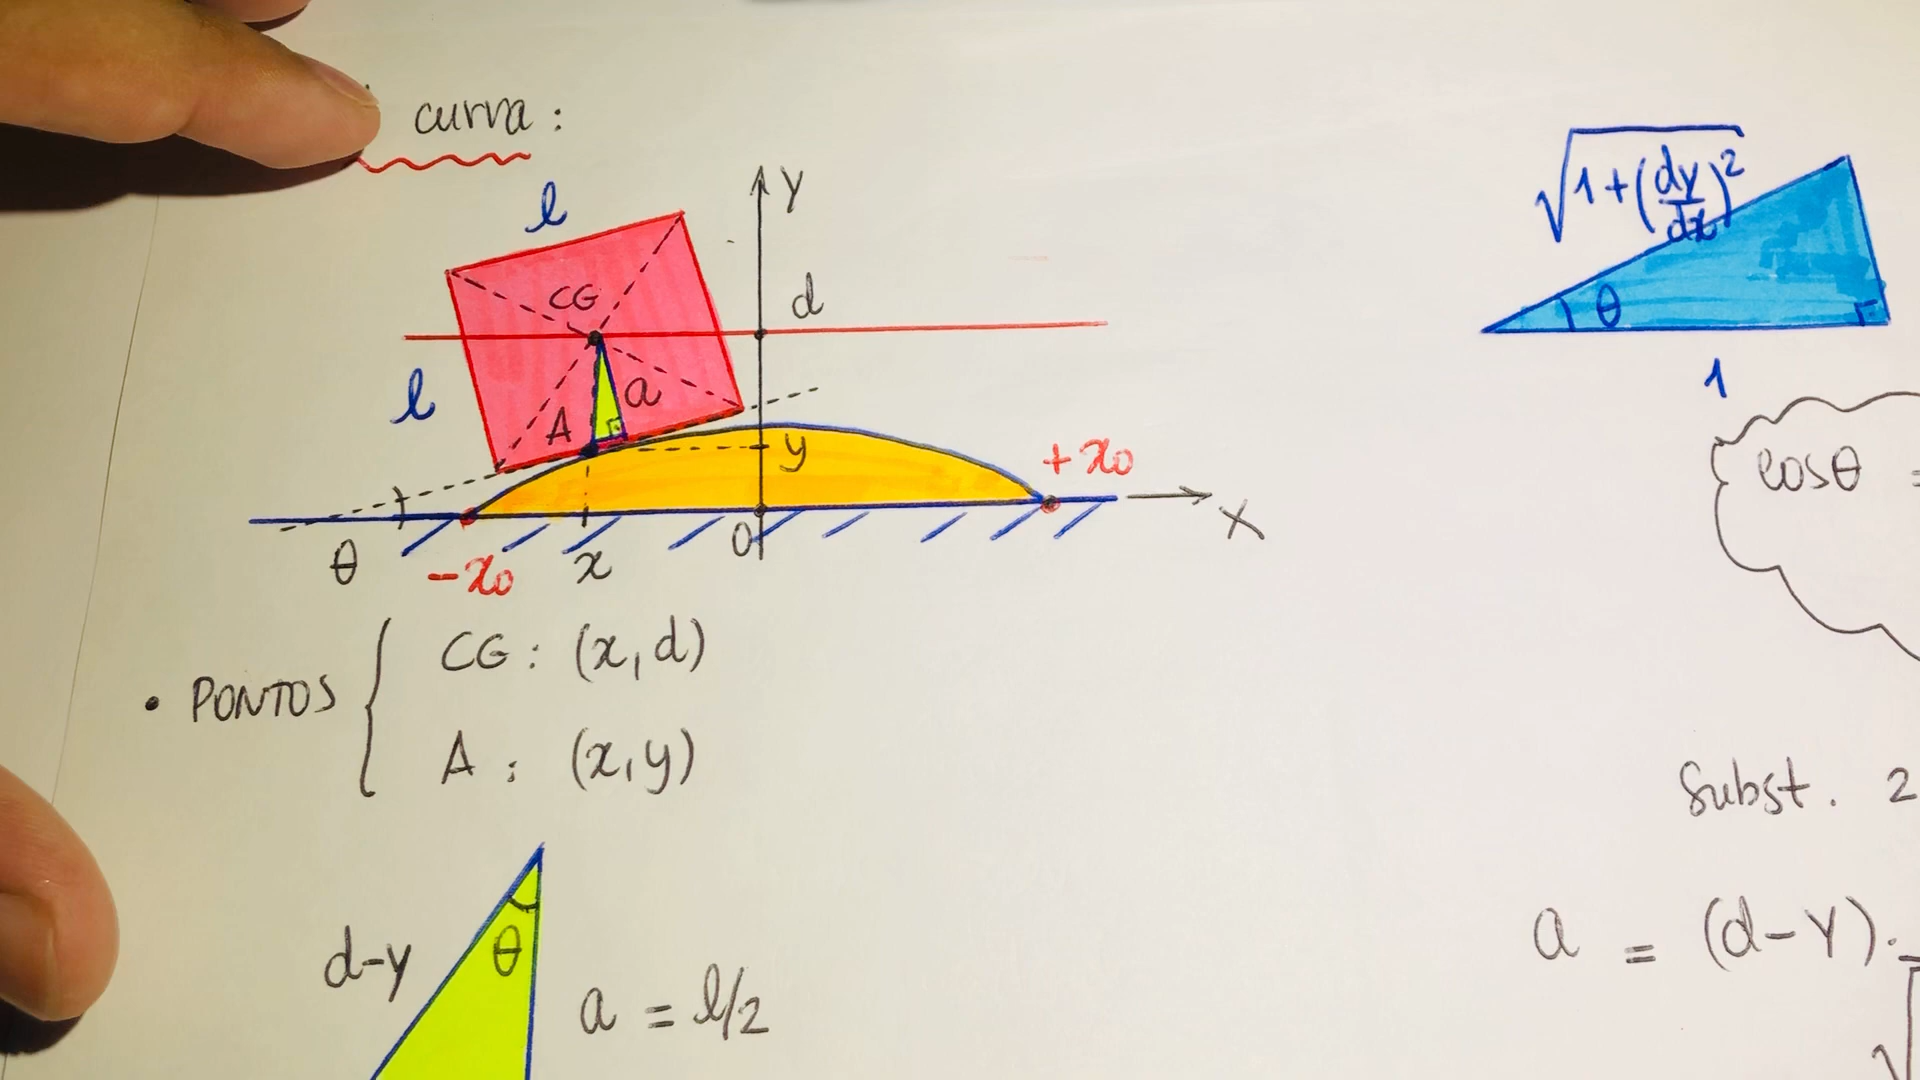 curva :
l
y
CG
d
l
a
A
y
+x₀
θ
-x₀
x
0
X
• PONTOS { CG : (x, d)
A : (x, y)
d-y
θ
a = l/2
√1+(dy/dx)²
θ
1
cosθ =
Subst. 2
a = (d-y).